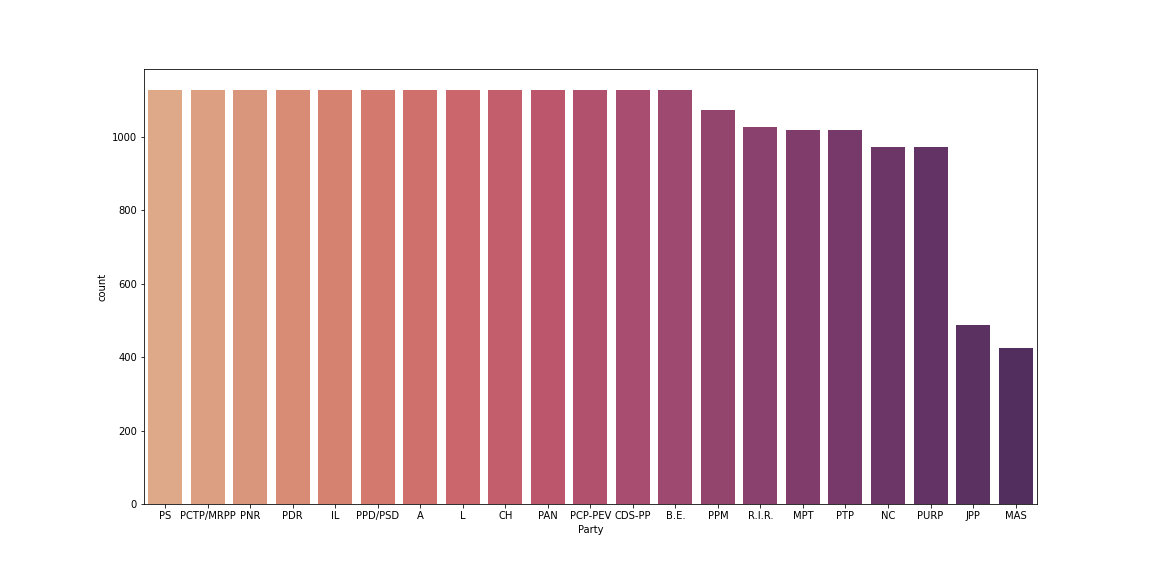 1000
800
600
400
200
0
count
PS PCTP/MRPP PNR PDR IL PPD/PSD A L CH PAN PCP-PEV CDS-PP B.E. PPM R.I.R. MPT PTP NC PURP JPP MAS
Party